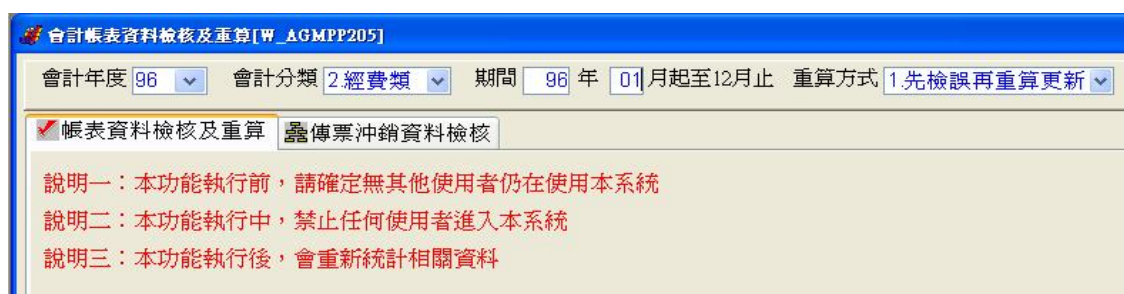 會計帳表資料檢核及重算[W_AGMPP205]
會計年度 96 會計分類 2.經費類 期間 96 年 01 月起至12月止 重算方式 1.先檢誤再重算更新
帳表資料檢核及重算 傳票沖銷資料檢核
說明一：本功能執行前，請確定無其他使用者仍在使用本系統
說明二：本功能執行中，禁止任何使用者進入本系統
說明三：本功能執行後，會重新統計相關資料